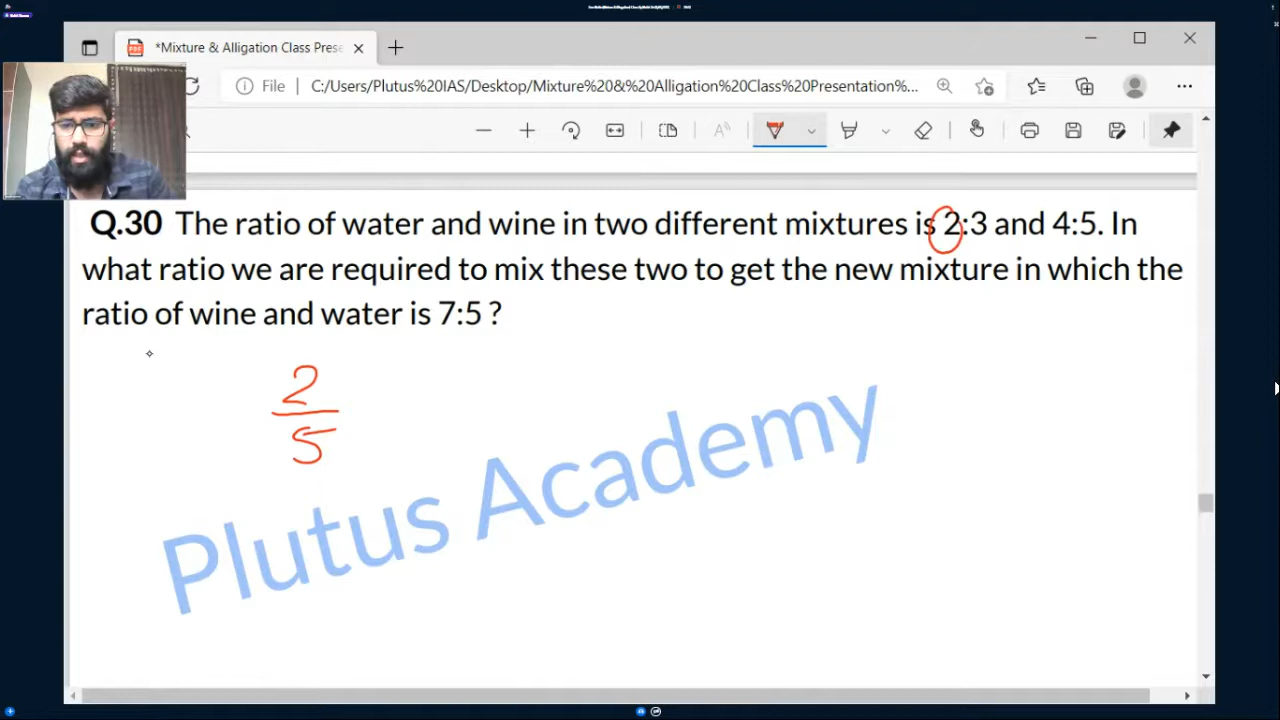 *Mixture & Alligation Class Prese
File
C:/Users/Plutus%20IAS/Desktop/Mixture%20&%20Alligation%20Class%20Presentation%...
Q.30 The ratio of water and wine in two different mixtures is 2:3 and 4:5. In
what ratio we are required to mix these two to get the new mixture in which the
ratio of wine and water is 7:5 ?
2
5
Plutus Academy